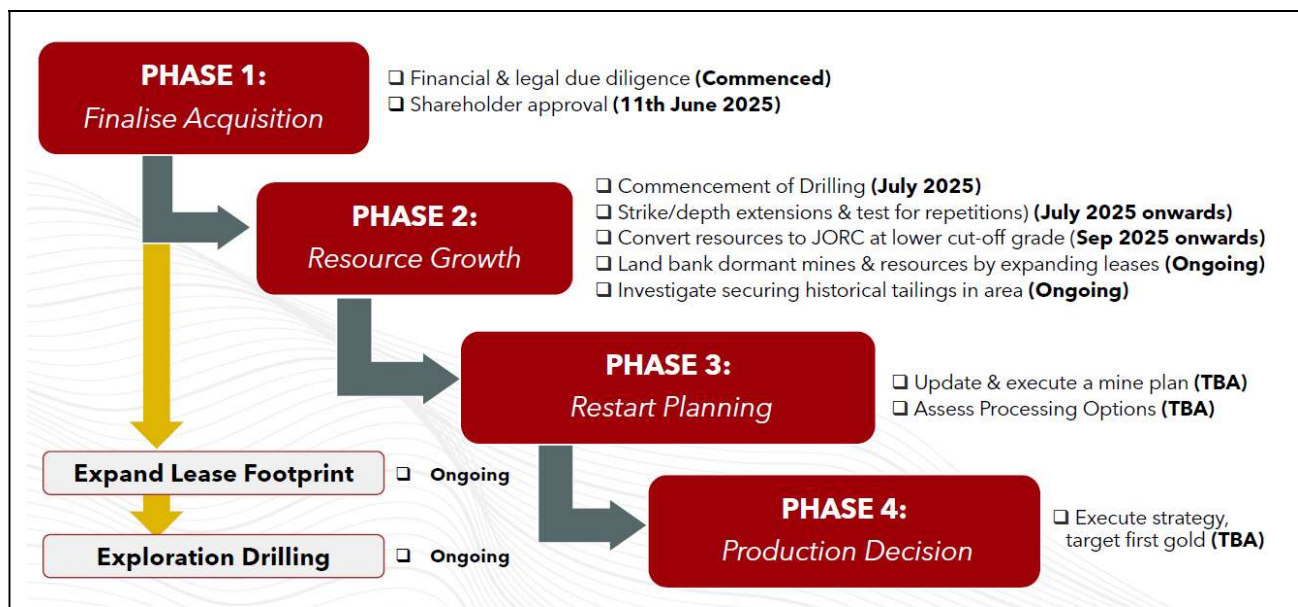 PHASE 1:
Finalise Acquisition
❑ Financial & legal due diligence (Commenced)
❑ Shareholder approval (11th June 2025)
PHASE 2:
Resource Growth
❑ Commencement of Drilling (July 2025)
❑ Strike/depth extensions & test for repetitions) (July 2025 onwards)
❑ Convert resources to JORC at lower cut-off grade (Sep 2025 onwards)
❑ Land bank dormant mines & resources by expanding leases (Ongoing)
❑ Investigate securing historical tailings in area (Ongoing)
PHASE 3:
Restart Planning
❑ Update & execute a mine plan (TBA)
❑ Assess Processing Options (TBA)
Expand Lease Footprint
❑ Ongoing
Exploration Drilling
❑ Ongoing
PHASE 4:
Production Decision
❑ Execute strategy,
target first gold (TBA)